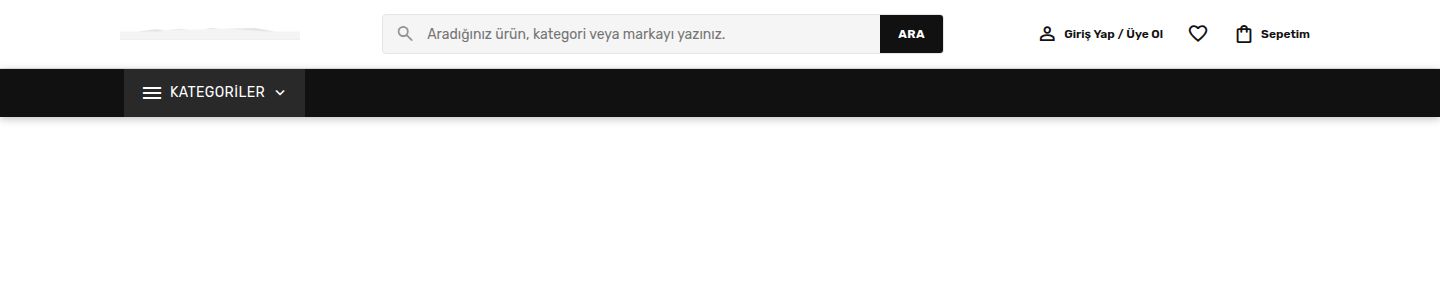 Aradığınız ürün, kategori veya markayı yazınız.
ARA
Giriş Yap / Üye Ol
Sepetim
KATEGORİLER